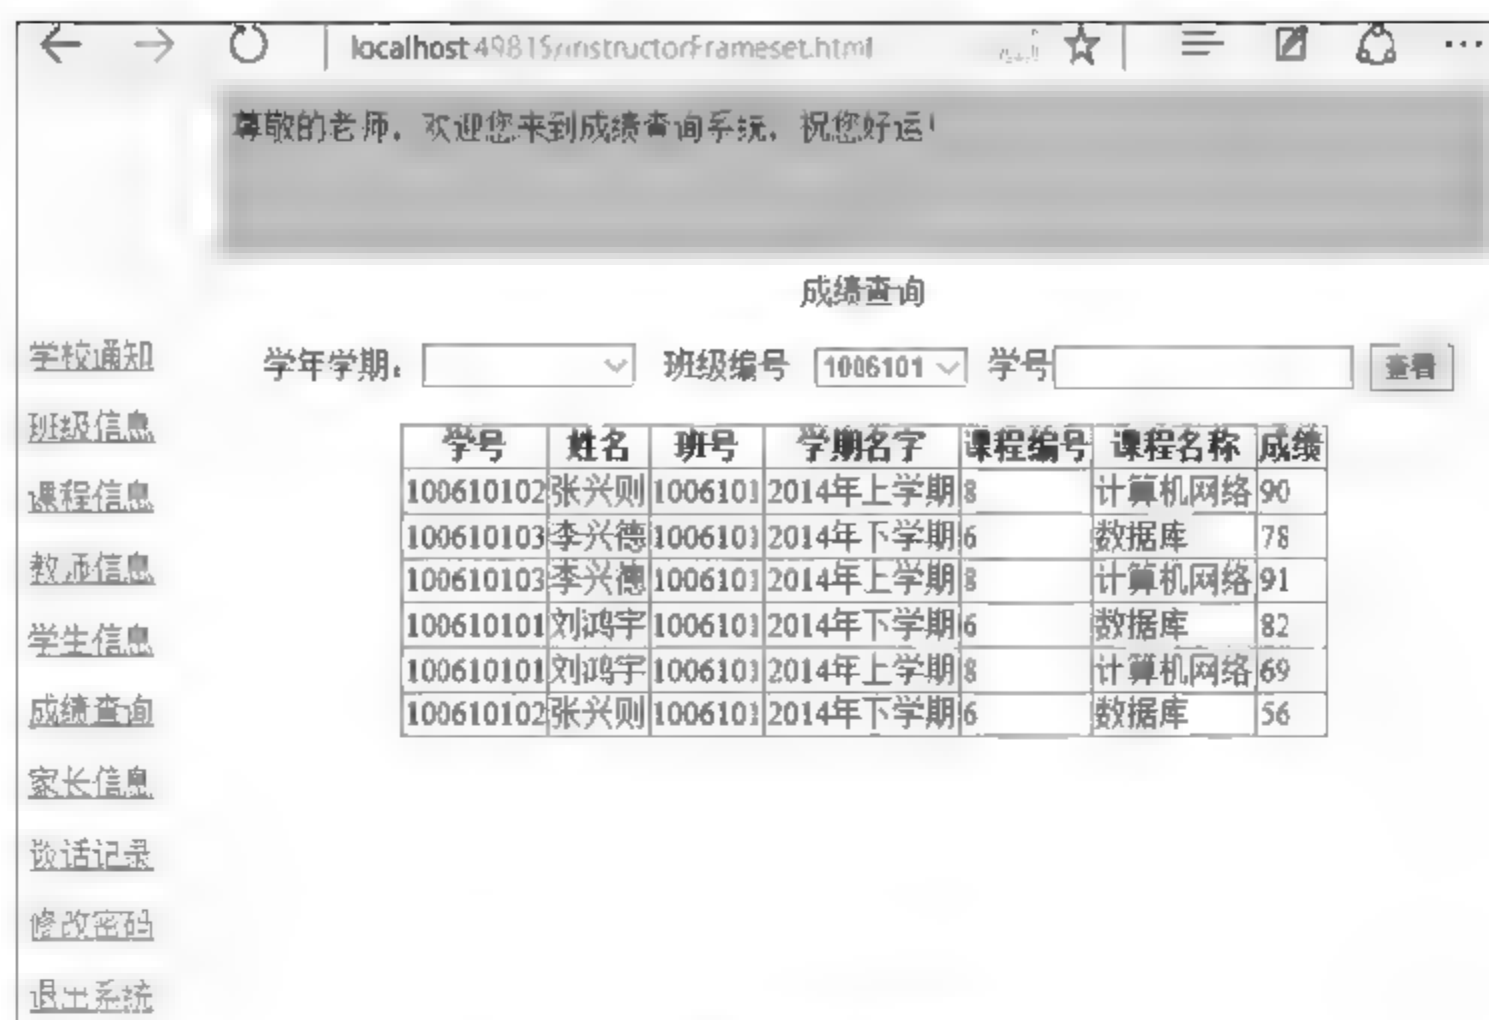 localhost:49815/instructorFrameset.html
尊敬的老师，欢迎您来到成绩查询系统，祝您好运！
成绩查询
学年学期： 班级编号 1006101 学号 查看
学校通知
班级信息
课程信息
教师信息
学生信息
成绩查询
家长信息
谈话记录
修改密码
退出系统
学号 姓名 班号 学期名字 课程编号 课程名称 成绩
100610102 张兴则 1006101 2014年上学期 8 计算机网络 90
100610103 李兴德 1006101 2014年下学期 6 数据库 78
100610103 李兴德 1006101 2014年上学期 8 计算机网络 91
100610101 刘鸿宇 1006101 2014年下学期 6 数据库 82
100610101 刘鸿宇 1006101 2014年上学期 8 计算机网络 69
100610102 张兴则 1006101 2014年下学期 6 数据库 56